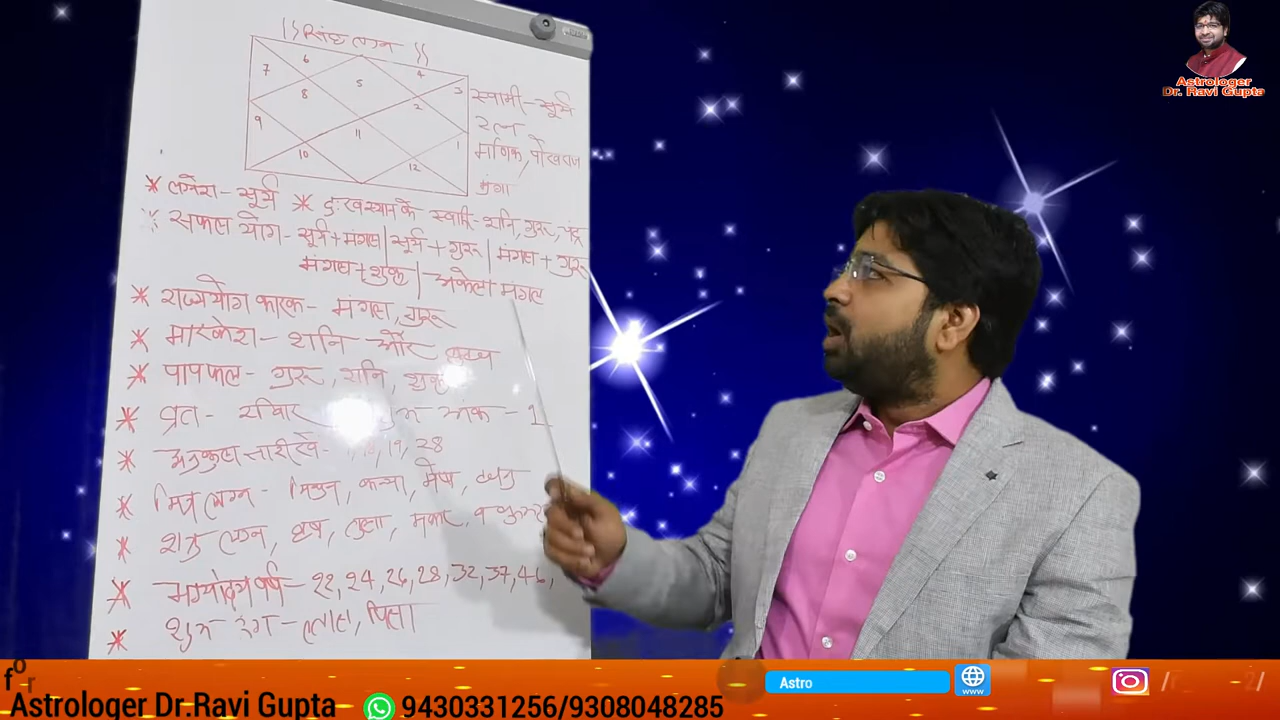 ॥ सिंह लग्न ॥
6
7
5
4
3
8
2
9
11
1
10
12
स्वामी - सूर्य
रत्न
माणिक, पोखराज
मुंगा
* लग्नेश - सूर्य * दुःखस्थान के स्वामि - शनि, गुरू, चंद्र
सफल योग - सूर्य + मंगल | सूर्य + गुरू | मंगल + गुरू
मंगल + शुक्र | अकेला मंगल
* राजयोग कारक - मंगल, गुरू
* मारकेश - शनि और बुध
* पापफल - गुरू, शनि, शुक्र
* व्रत - रविवार शुभ अंक - 1
* अनुकूल तारीखे - 19, 28
* मित्र लग्न - मिथुन, कन्या, मेष, धनु
* शत्रु लग्न, वृष, तुला, मकर, व कुम्भ
* भाग्योदय वर्ष - 22, 24, 26, 28, 32, 37, 46,
* शुभ रंग - लाल, पिला
Astrologer
Dr. Ravi Gupta
for
Astro
www
Astrologer Dr.Ravi Gupta 9430331256/9308048285